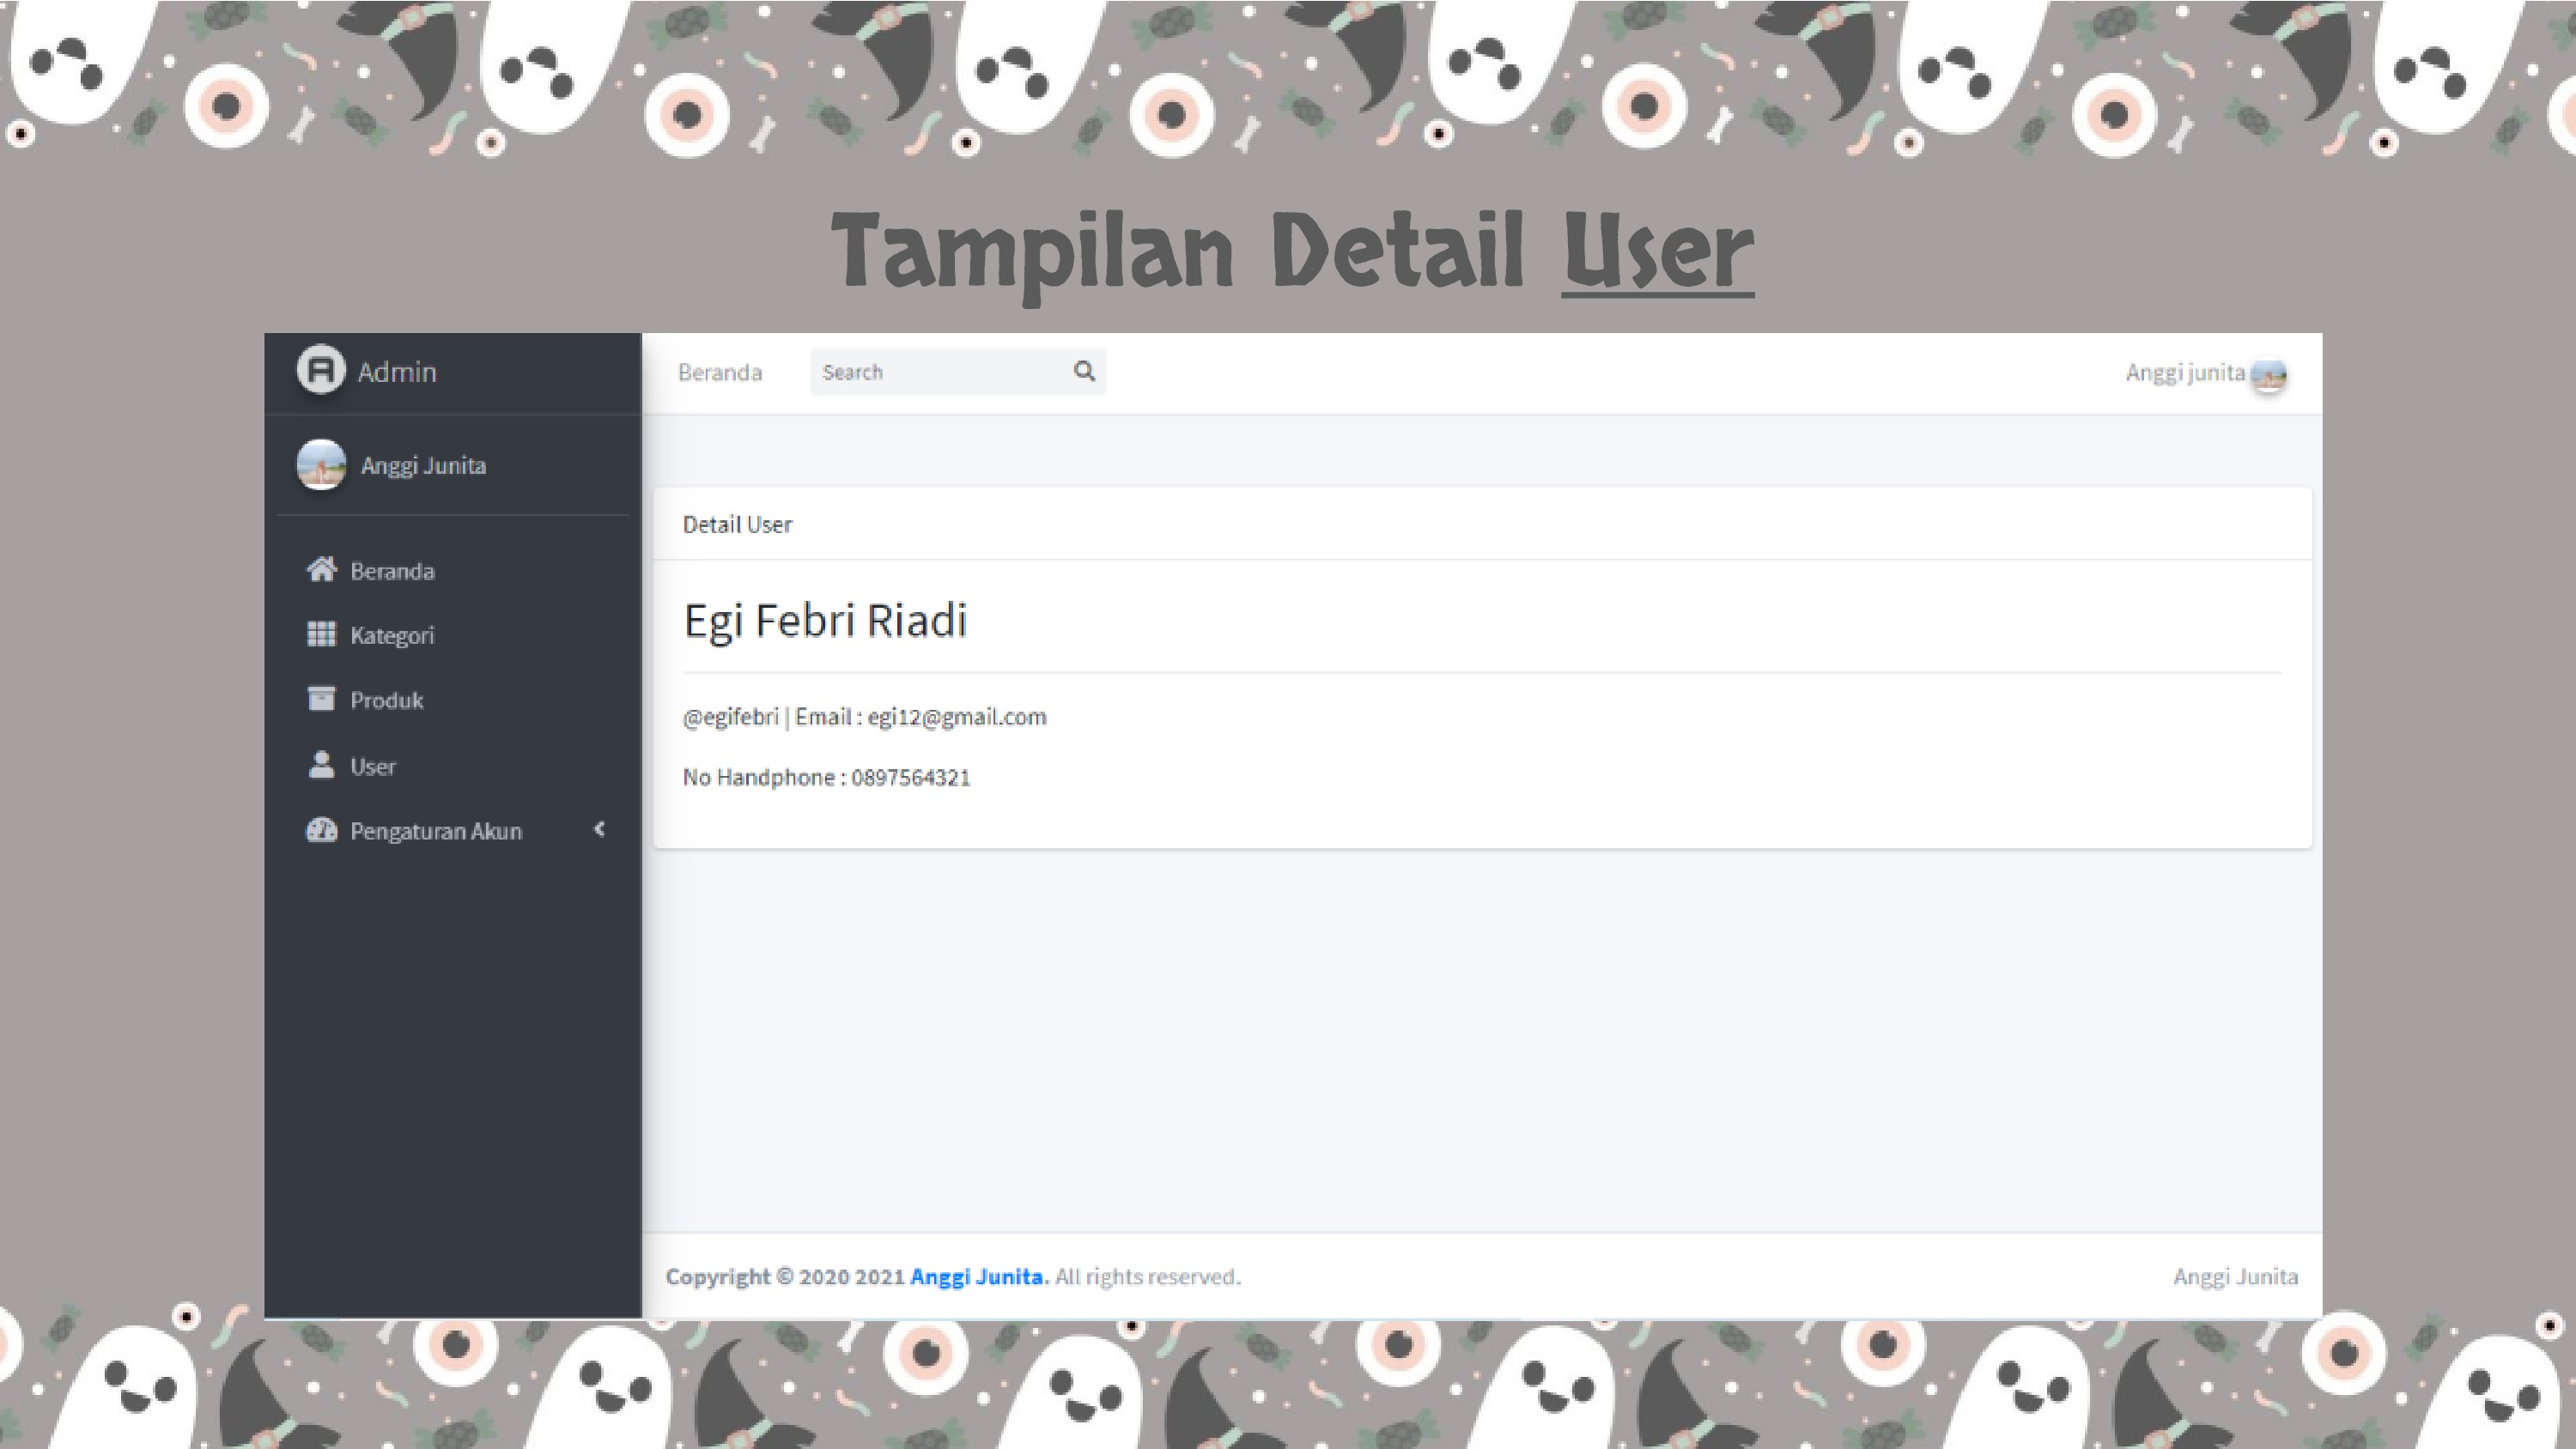 Tampilan Detail User
Admin
Beranda
Search
Anggi junita
Anggi Junita
Beranda
Kategori
Produk
User
Pengaturan Akun
Detail User
Egi Febri Riadi
@egifebri | Email : egi12@gmail.com
No Handphone : 0897564321
Copyright © 2020 2021 Anggi Junita. All rights reserved.
Anggi Junita